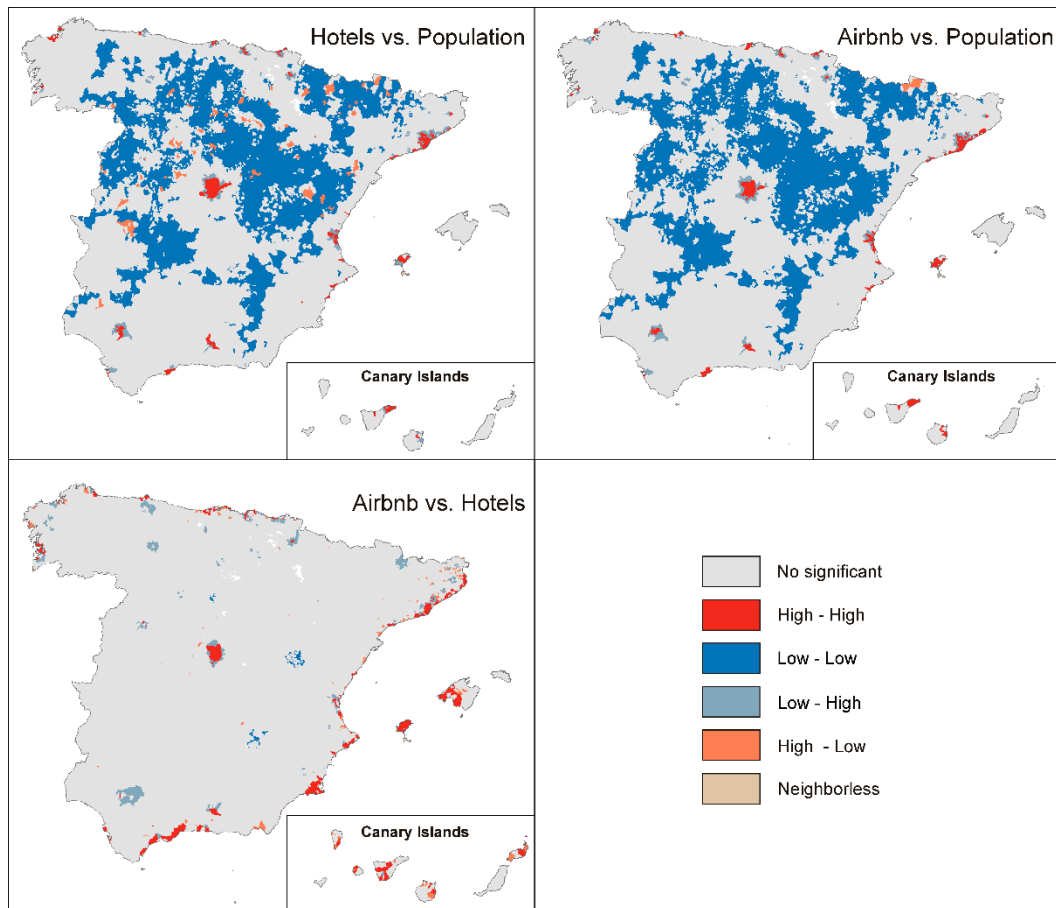 Hotels vs. Population
Canary Islands
Airbnb vs. Population
Canary Islands
Airbnb vs. Hotels
Canary Islands
No significant
High - High
Low - Low
Low - High
High - Low
Neighborless